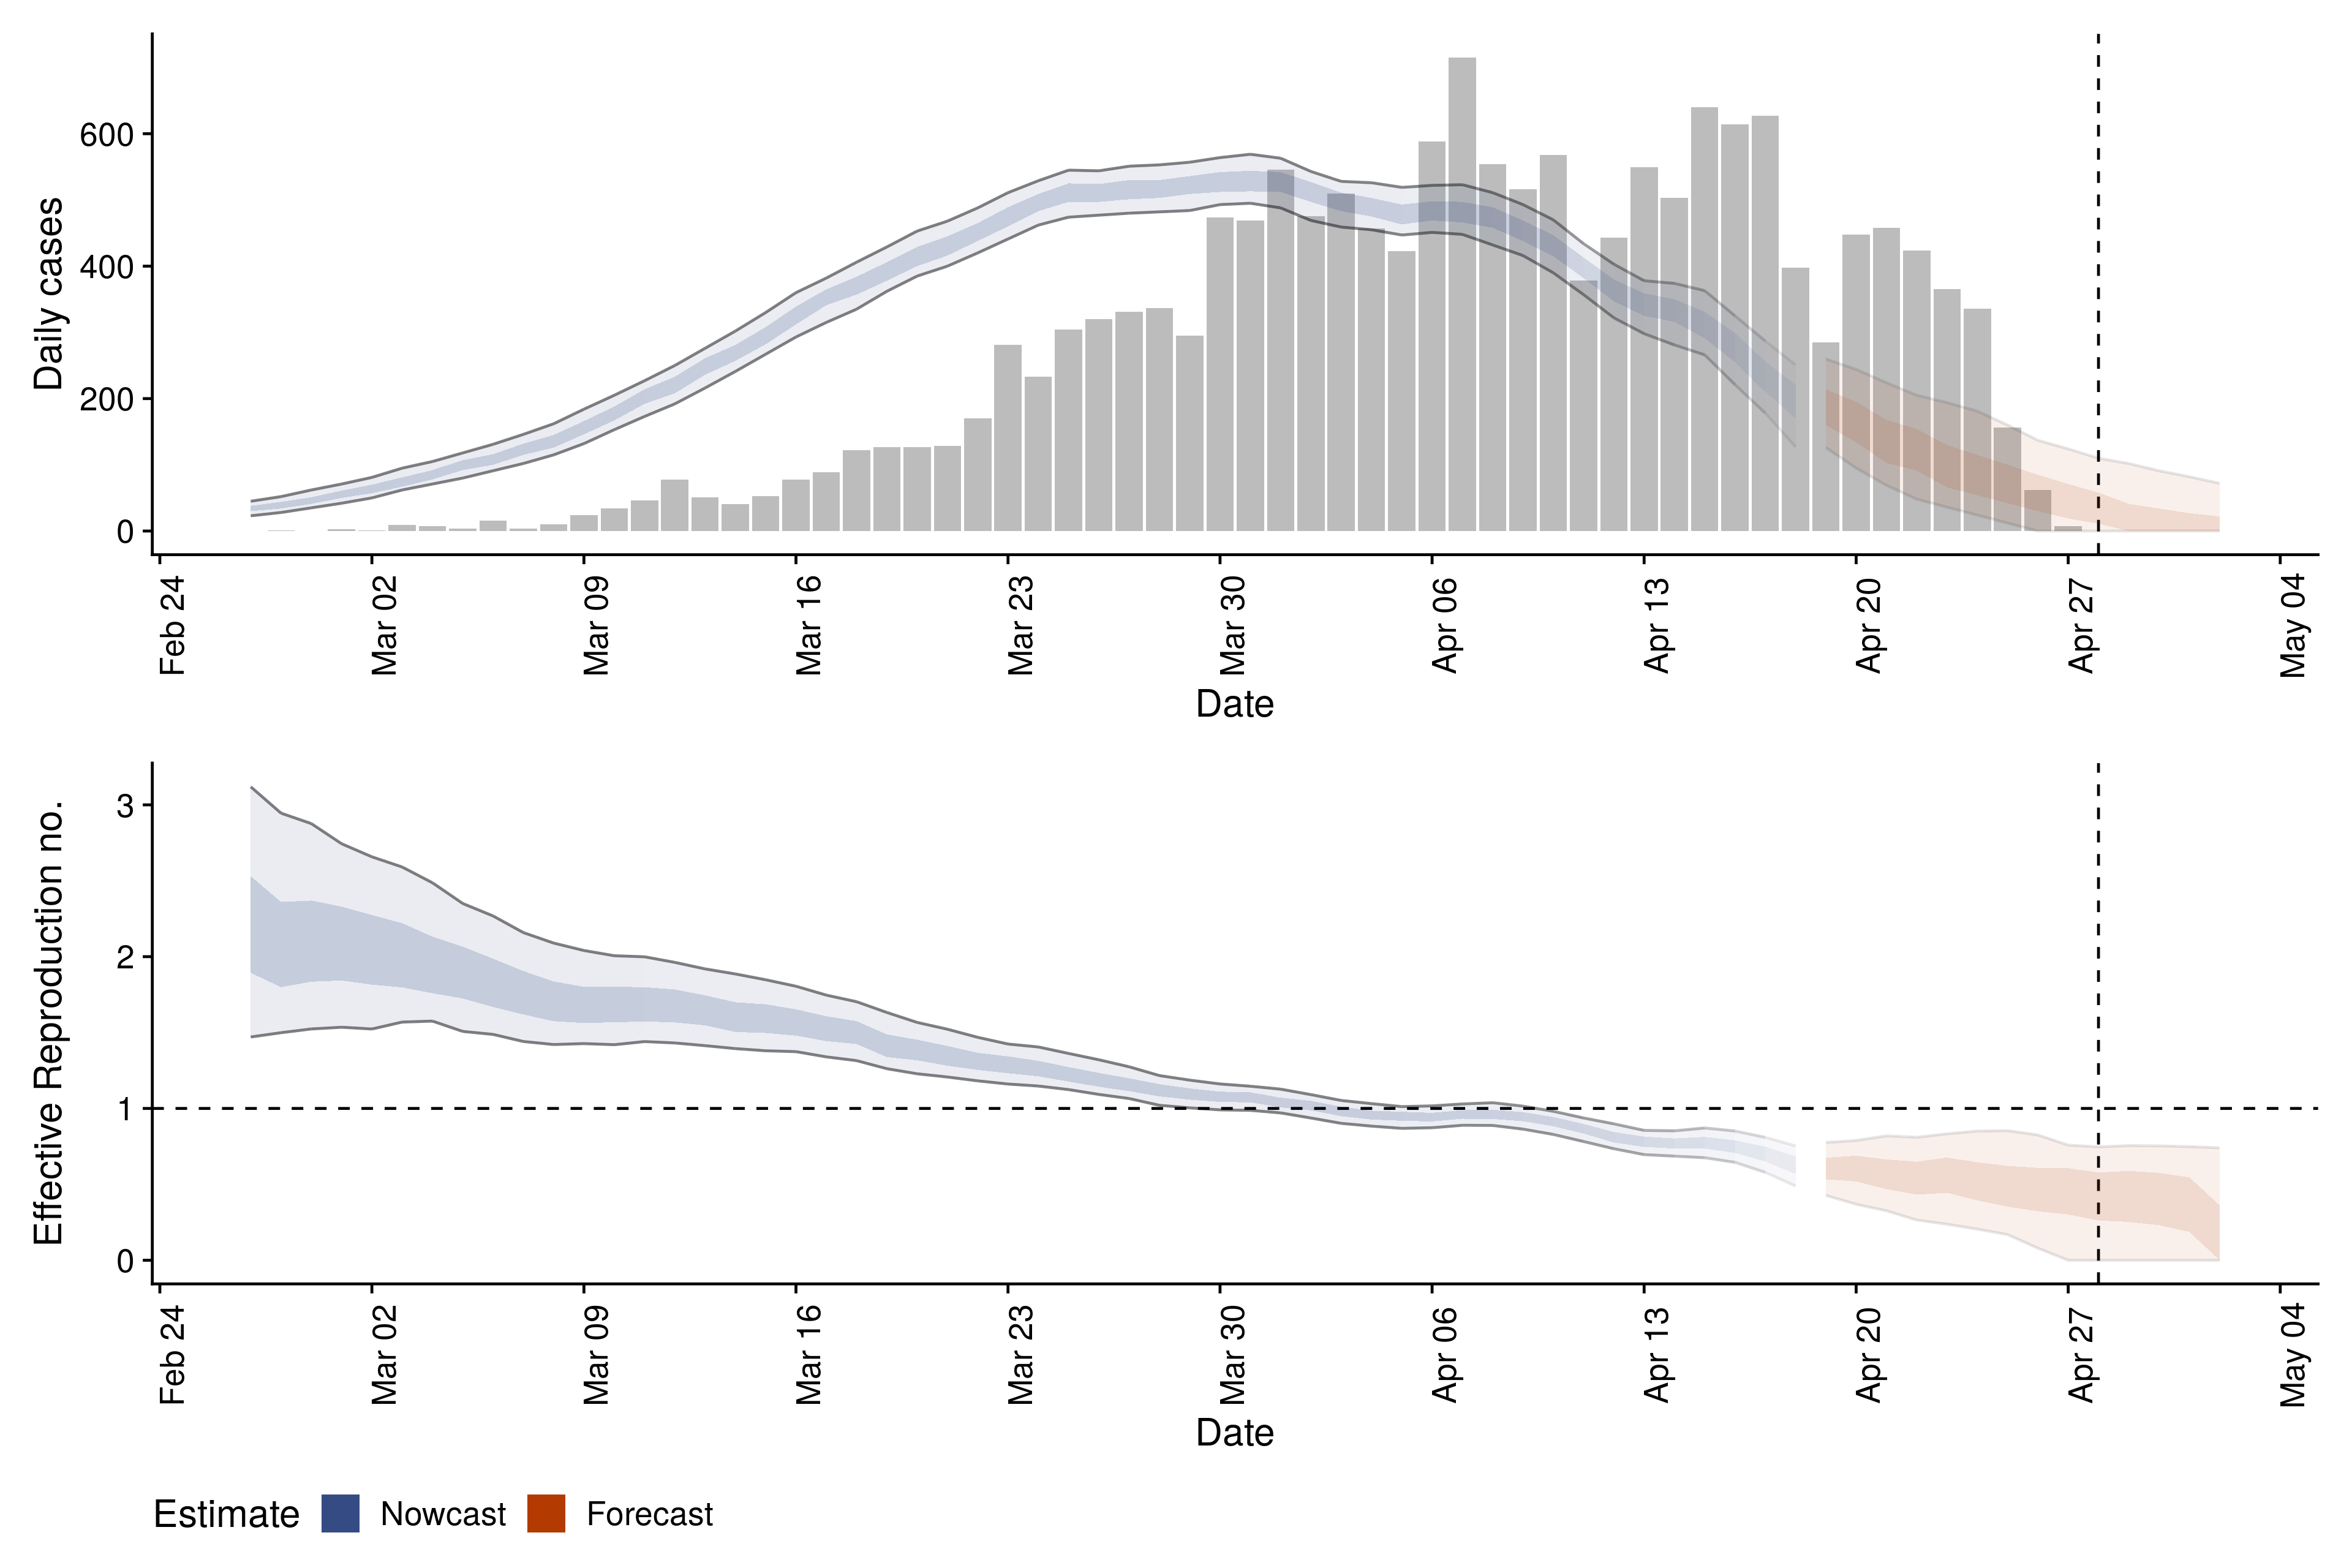 Daily cases
600
400
200
0
Feb 24
Mar 02
Mar 09
Mar 16
Mar 23
Mar 30
Apr 06
Apr 13
Apr 20
Apr 27
May 04
Date
Effective Reproduction no.
3
2
1
0
Feb 24
Mar 02
Mar 09
Mar 16
Mar 23
Mar 30
Apr 06
Apr 13
Apr 20
Apr 27
May 04
Date
Estimate Nowcast Forecast